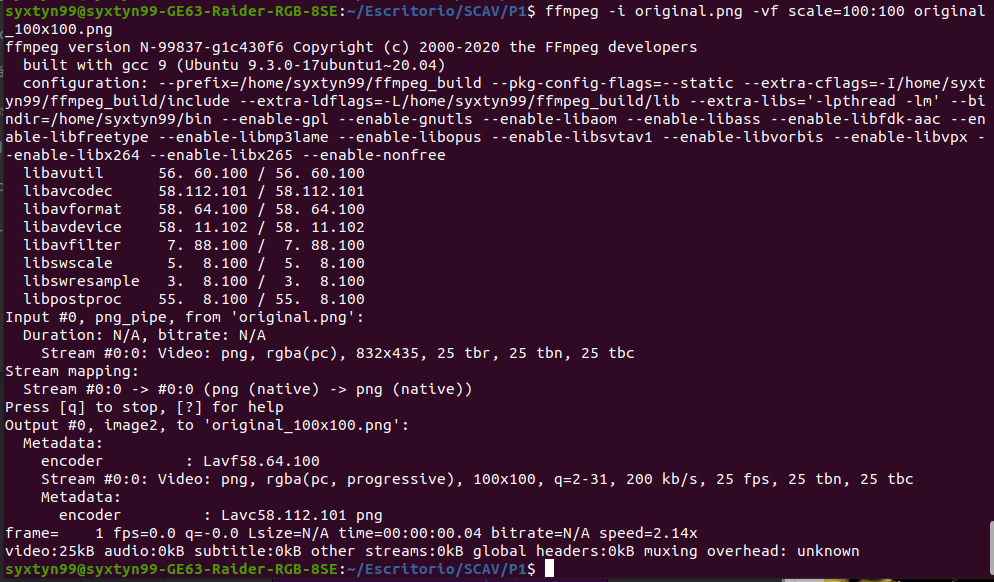 syxtyn99@syxtyn99-GE63-Raider-RGB-8SE:~/Escritorio/SCAV/P1$ ffmpeg -i original.png -vf scale=100:100 original
_100x100.png
ffmpeg version N-99837-g1c430f6 Copyright (c) 2000-2020 the FFmpeg developers
  built with gcc 9 (Ubuntu 9.3.0-17ubuntu1~20.04)
  configuration: --prefix=/home/syxtyn99/ffmpeg_build --pkg-config-flags=--static --extra-cflags=-I/home/syxt
yn99/ffmpeg_build/include --extra-ldflags=-L/home/syxtyn99/ffmpeg_build/lib --extra-libs='-lpthread -lm' --bi
ndir=/home/syxtyn99/bin --enable-gpl --enable-gnutls --enable-libaom --enable-libass --enable-libfdk-aac --en
able-libfreetype --enable-libmp3lame --enable-libopus --enable-libsvtav1 --enable-libvorbis --enable-libvpx -
-enable-libx264 --enable-libx265 --enable-nonfree
  libavutil      56. 60.100 / 56. 60.100
  libavcodec     58.112.101 / 58.112.101
  libavformat    58. 64.100 / 58. 64.100
  libavdevice    58. 11.102 / 58. 11.102
  libavfilter     7. 88.100 /  7. 88.100
  libswscale      5.  8.100 /  5.  8.100
  libswresample   3.  8.100 /  3.  8.100
  libpostproc    55.  8.100 / 55.  8.100
Input #0, png_pipe, from 'original.png':
  Duration: N/A, bitrate: N/A
    Stream #0:0: Video: png, rgba(pc), 832x435, 25 tbr, 25 tbn, 25 tbc
Stream mapping:
  Stream #0:0 -> #0:0 (png (native) -> png (native))
Press [q] to stop, [?] for help
Output #0, image2, to 'original_100x100.png':
  Metadata:
    encoder         : Lavf58.64.100
    Stream #0:0: Video: png, rgba(pc, progressive), 100x100, q=2-31, 200 kb/s, 25 fps, 25 tbn, 25 tbc
    Metadata:
      encoder         : Lavc58.112.101 png
frame=    1 fps=0.0 q=-0.0 Lsize=N/A time=00:00:00.04 bitrate=N/A speed=2.14x
video:25kB audio:0kB subtitle:0kB other streams:0kB global headers:0kB muxing overhead: unknown
syxtyn99@syxtyn99-GE63-Raider-RGB-8SE:~/Escritorio/SCAV/P1$